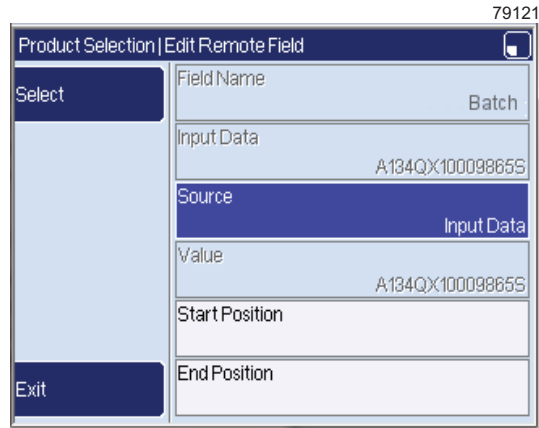 79121
Product Selection | Edit Remote Field
Select
Field Name
Batch
Input Data
A134QX10009865S
Source
Input Data
Value
A134QX10009865S
Start Position
End Position
Exit